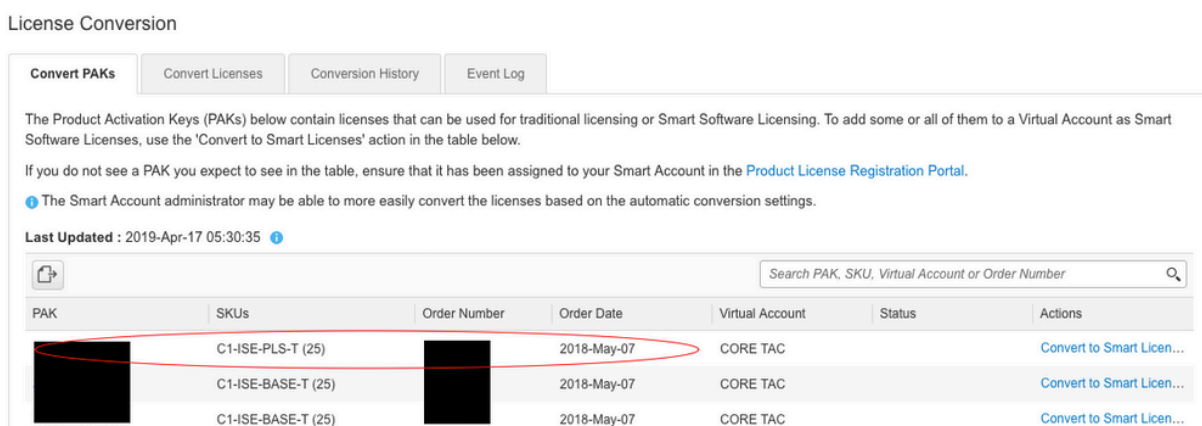 License Conversion
Convert PAKs Convert Licenses Conversion History Event Log
The Product Activation Keys (PAKs) below contain licenses that can be used for traditional licensing or Smart Software Licensing. To add some or all of them to a Virtual Account as Smart
Software Licenses, use the 'Convert to Smart Licenses' action in the table below.
If you do not see a PAK you expect to see in the table, ensure that it has been assigned to your Smart Account in the Product License Registration Portal.
The Smart Account administrator may be able to more easily convert the licenses based on the automatic conversion settings.
Last Updated : 2019-Apr-17 05:30:35
Search PAK, SKU, Virtual Account or Order Number
PAK SKUs Order Number Order Date Virtual Account Status Actions
C1-ISE-PLS-T (25) 2018-May-07 CORE TAC Convert to Smart Licen...
C1-ISE-BASE-T (25) 2018-May-07 CORE TAC Convert to Smart Licen...
C1-ISE-BASE-T (25) 2018-May-07 CORE TAC Convert to Smart Licen...